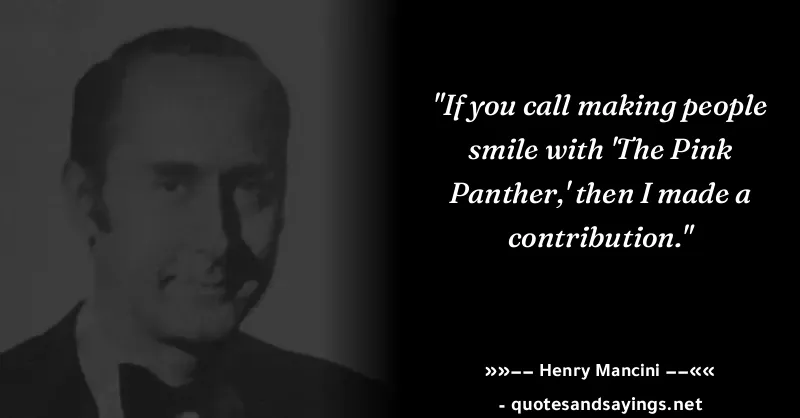 "If you call making people
smile with 'The Pink
Panther,' then I made a
contribution."
»»—— Henry Mancini ——««
- quotesandsayings.net